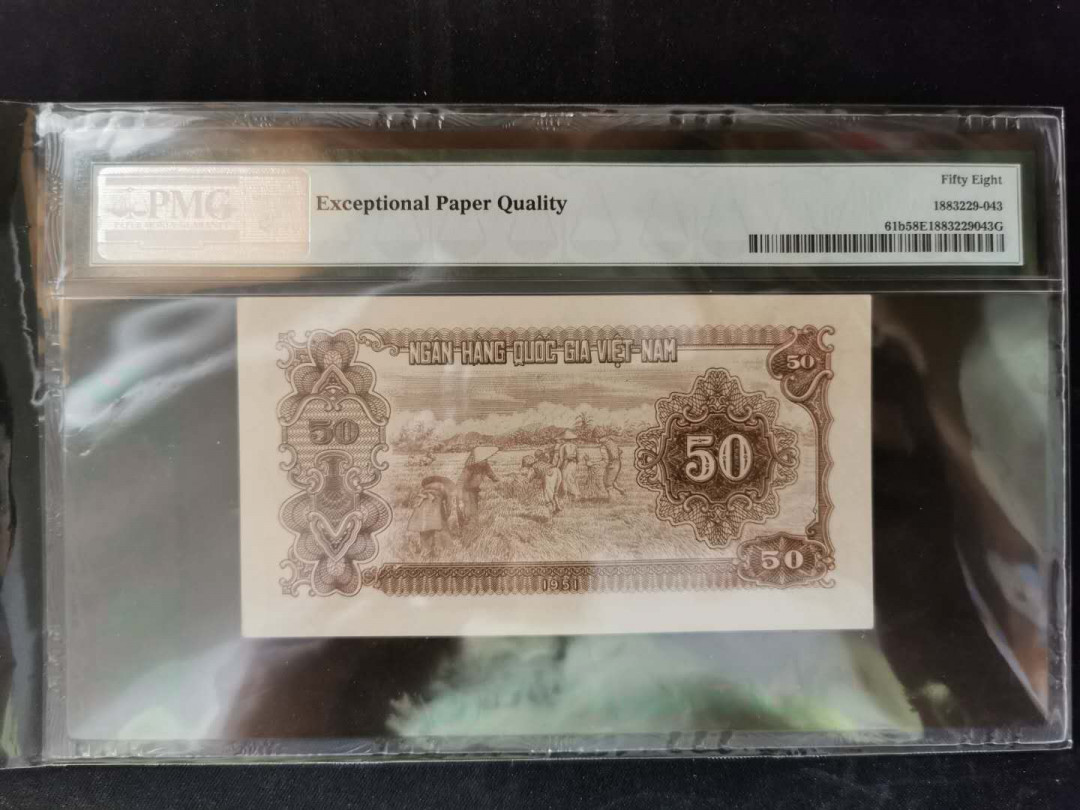 PMG
Exceptional Paper Quality
Fifty Eight
1883229-043
61b58E1883229043G
NGÂN-HÀNG QUỐC-GIA VIỆT-NAM
50
50
50
1951
50